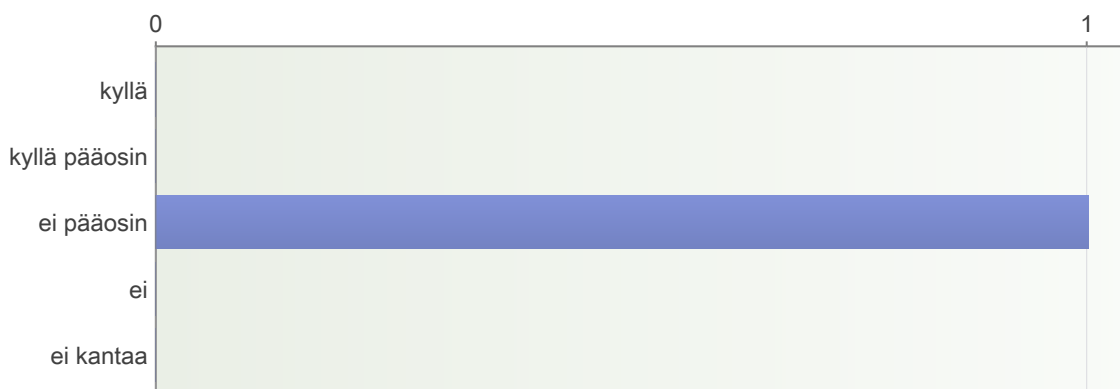 0 1
kyllä
kyllä pääosin
ei pääosin
ei
ei kantaa